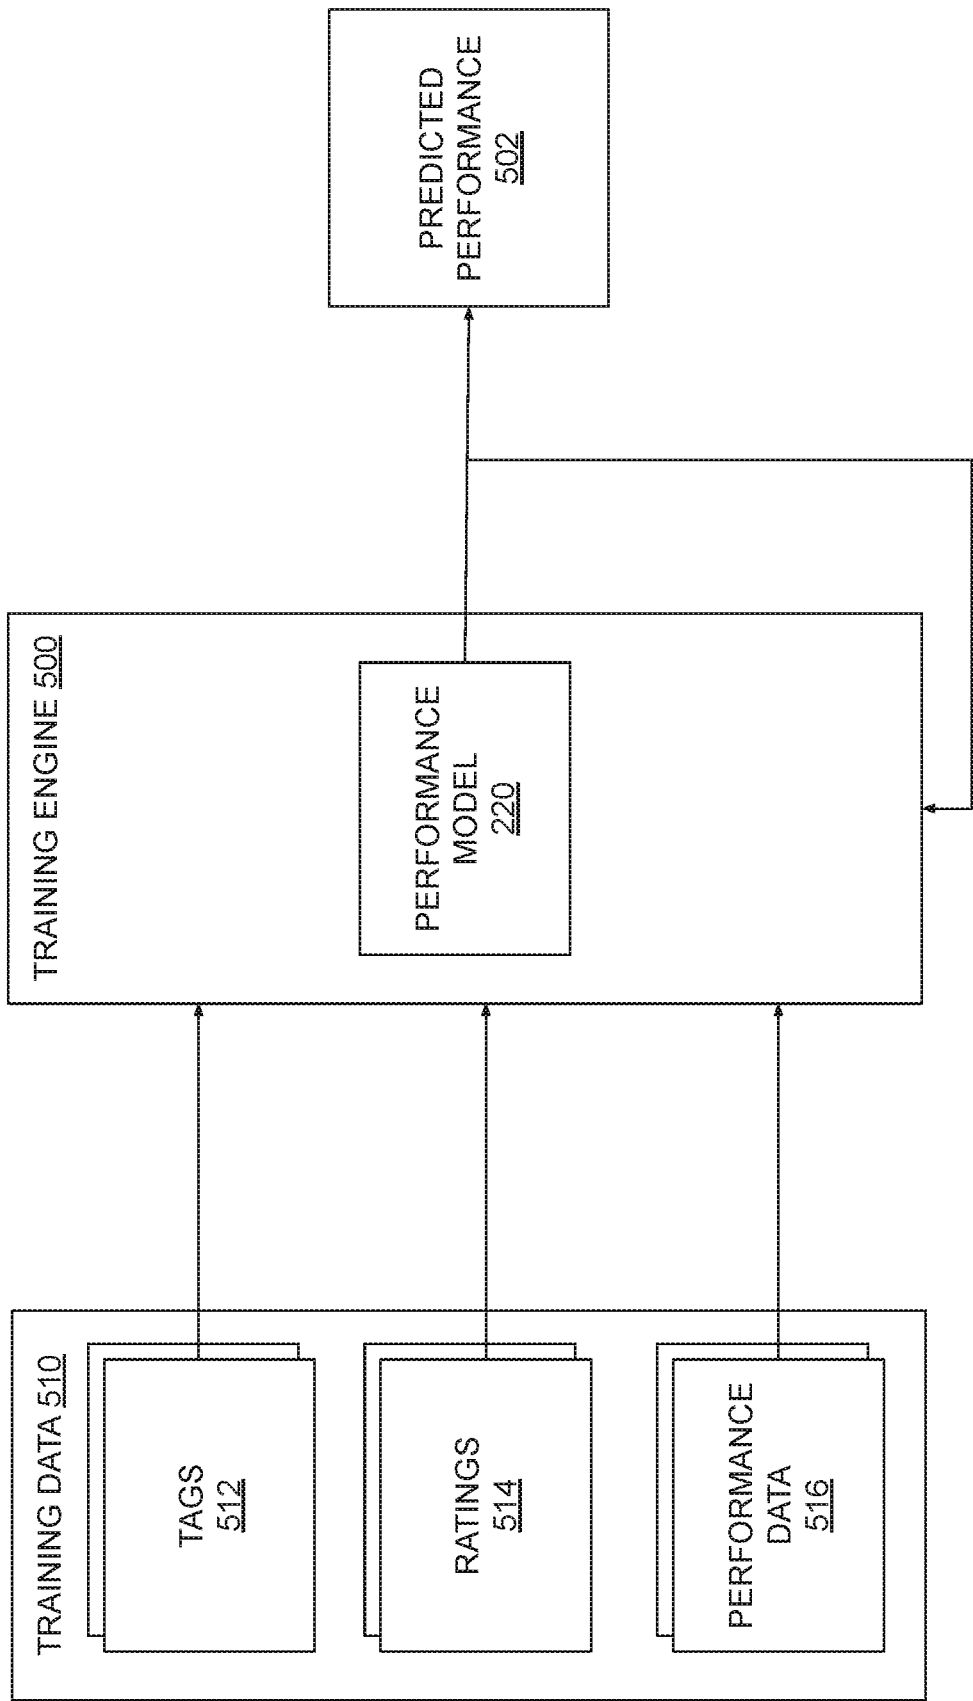 TRAINING DATA 510
TAGS
512
RATINGS
514
PERFORMANCE
DATA
516
TRAINING ENGINE 500
PERFORMANCE
MODEL
220
PREDICTED
PERFORMANCE
502